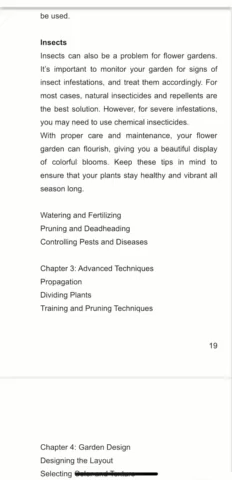 be used.
Insects
Insects can also be a problem for flower gardens.
It's important to monitor your garden for signs of
insect infestations, and treat them accordingly. For
most cases, natural insecticides and repellents are
the best solution. However, for severe infestations,
you may need to use chemical insecticides.
With proper care and maintenance, your flower
garden can flourish, giving you a beautiful display
of colorful blooms. Keep these tips in mind to
ensure that your plants stay healthy and vibrant all
season long.
Watering and Fertilizing
Pruning and Deadheading
Controlling Pests and Diseases
Chapter 3: Advanced Techniques
Propagation
Dividing Plants
Training and Pruning Techniques
19
Chapter 4: Garden Design
Designing the Layout
Selecting